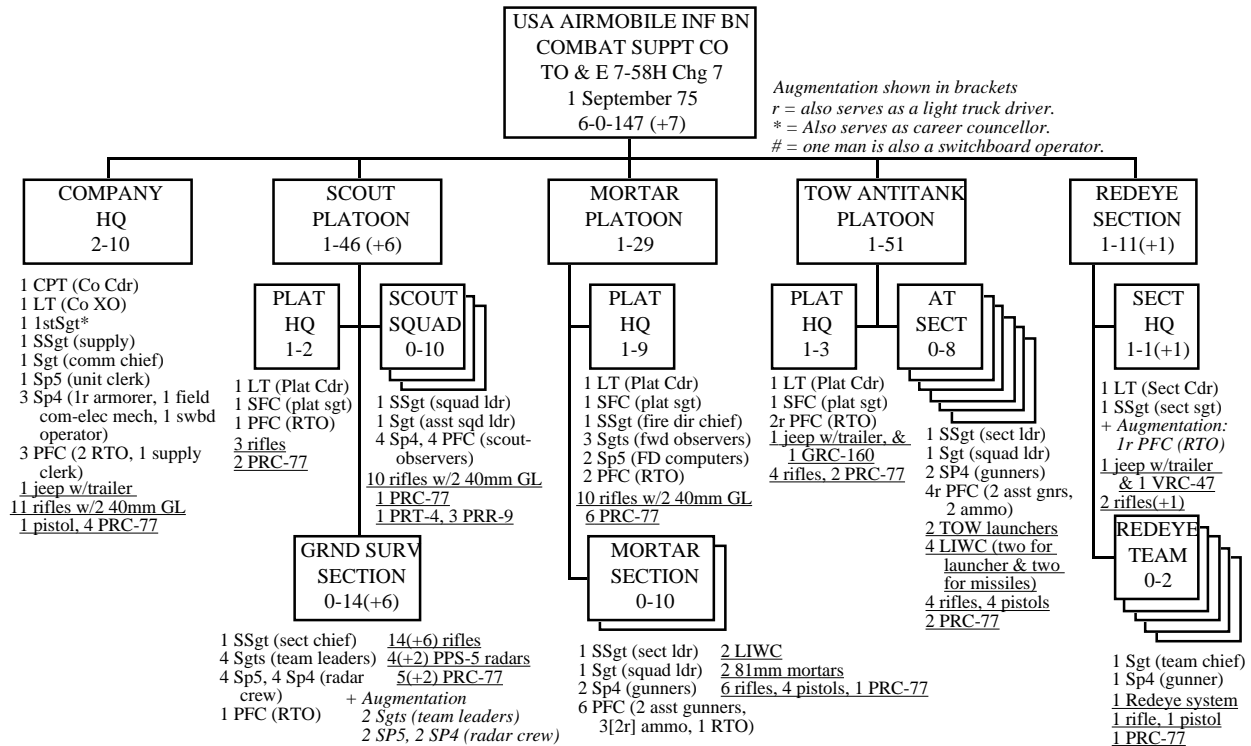 USA AIRMOBILE INF BN
COMBAT SUPPT CO
TO & E 7-58H Chg 7
1 September 75
6-0-147 (+7)
Augmentation shown in brackets
r = also serves as a light truck driver.
* = Also serves as career councellor.
# = one man is also a switchboard operator.
COMPANY
HQ
2-10
1 CPT (Co Cdr)
1 LT (Co XO)
1 1stSgt*
1 SSgt (supply)
1 Sgt (comm chief)
1 Sp5 (unit clerk)
3 Sp4 (1r armorer, 1 field
com-elec mech, 1 swbd
operator)
3 PFC (2 RTO, 1 supply
clerk)
1 jeep w/trailer
11 rifles w/2 40mm GL
1 pistol, 4 PRC-77
SCOUT
PLATOON
1-46 (+6)
PLAT
HQ
1-2
1 LT (Plat Cdr)
1 SFC (plat sgt)
1 PFC (RTO)
3 rifles
2 PRC-77
SCOUT
SQUAD
0-10
1 SSgt (squad ldr)
1 Sgt (asst sqd ldr)
4 Sp4, 4 PFC (scout-
observers)
10 rifles w/2 40mm GL
1 PRC-77
1 PRT-4, 3 PRR-9
GRND SURV
SECTION
0-14(+6)
1 SSgt (sect chief)
4 Sgts (team leaders)
4 Sp5, 4 Sp4 (radar
crew)
1 PFC (RTO)
14(+6) rifles
4(+2) PPS-5 radars
5(+2) PRC-77
+ Augmentation
2 Sgts (team leaders)
2 SP5, 2 SP4 (radar crew)
MORTAR
PLATOON
1-29
PLAT
HQ
1-9
1 LT (Plat Cdr)
1 SFC (plat sgt)
1 SSgt (fire dir chief)
3 Sgts (fwd observers)
2 Sp5 (FD computers)
2 PFC (RTO)
10 rifles w/2 40mm GL
6 PRC-77
MORTAR
SECTION
0-10
1 SSgt (sect ldr)
1 Sgt (squad ldr)
2 Sp4 (gunners)
6 PFC (2 asst gunners,
3[2r] ammo, 1 RTO)
2 LIWC
2 81mm mortars
6 rifles, 4 pistols, 1 PRC-77
TOW ANTITANK
PLATOON
1-51
PLAT
HQ
1-3
1 LT (Plat Cdr)
1 SFC (plat sgt)
2r PFC (RTO)
1 jeep w/trailer, &
1 GRC-160
4 rifles, 2 PRC-77
AT
SECT
0-8
1 SSgt (sect ldr)
1 Sgt (squad ldr)
2 SP4 (gunners)
4r PFC (2 asst gnrs,
2 ammo)
2 TOW launchers
4 LIWC (two for
launcher & two
for missiles)
4 rifles, 4 pistols
2 PRC-77
REDEYE
SECTION
1-11(+1)
SECT
HQ
1-1(+1)
1 LT (Sect Cdr)
1 SSgt (sect sgt)
+ Augmentation:
1r PFC (RTO)
1 jeep w/trailer
& 1 VRC-47
2 rifles(+1)
REDEYE
TEAM
0-2
1 Sgt (team chief)
1 Sp4 (gunner)
1 Redeye system
1 rifle, 1 pistol
1 PRC-77